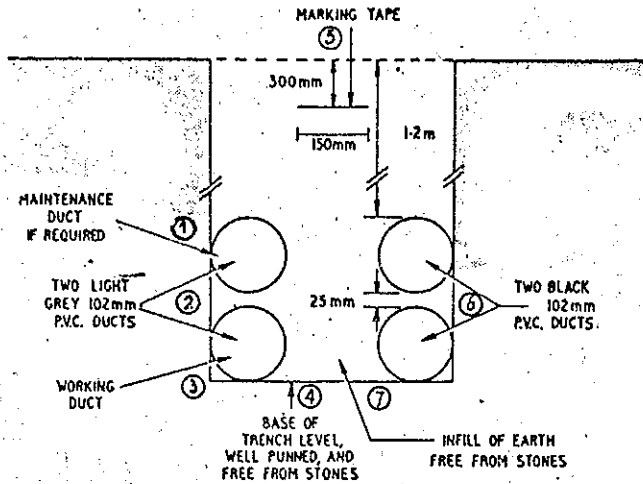 MARKING TAPE
⑤
300mm
150mm
1·2m
MAINTENANCE
DUCT
IF REQUIRED
①
TWO LIGHT
GREY 102mm
P.V.C. DUCTS
②
25 mm
⑥
TWO BLACK
102mm
P.V.C. DUCTS.
WORKING
DUCT
③
④
⑦
BASE OF
TRENCH LEVEL,
WELL PUNNED, AND
FREE FROM STONES
INFILL OF EARTH
FREE FROM STONES